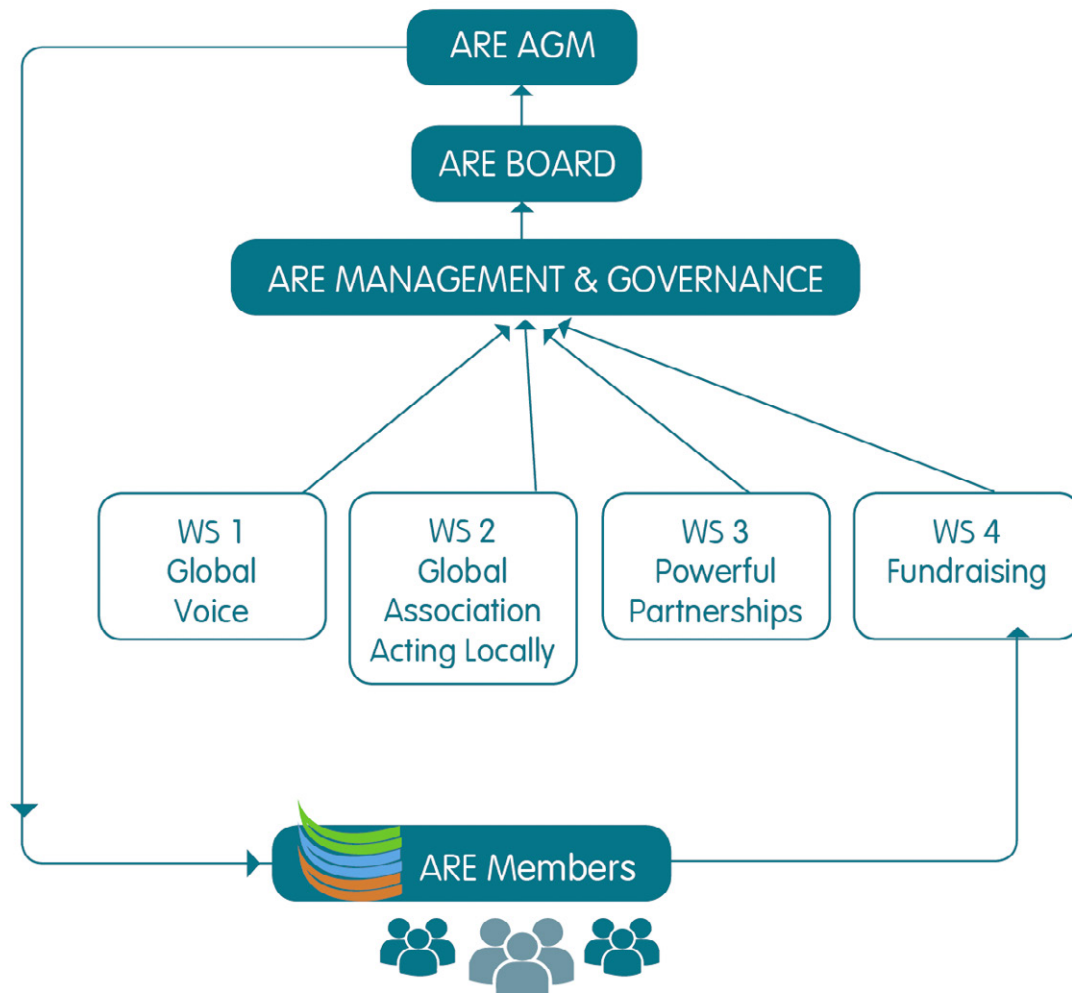 ARE AGM
ARE BOARD
ARE MANAGEMENT & GOVERNANCE
WS 1
Global
Voice
WS 2
Global
Association
Acting Locally
WS 3
Powerful
Partnerships
WS 4
Fundraising
ARE Members